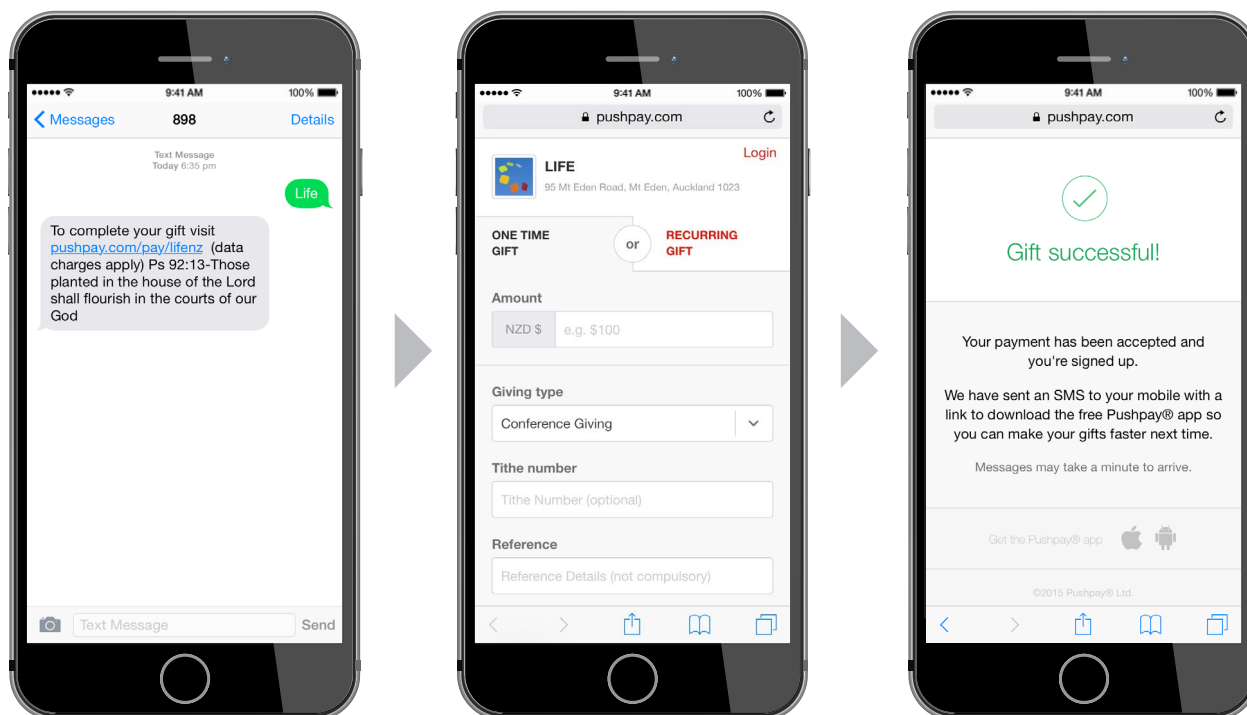 9:41 AM
100%
Messages
898
Details
Text Message
Today 6:35 pm
Life
To complete your gift visit
pushpay.com/pay/lifenz (data
charges apply) Ps 92:13-Those
planted in the house of the Lord
shall flourish in the courts of our
God
Text Message
Send
9:41 AM
100%
pushpay.com
Login
LIFE
95 Mt Eden Road, Mt Eden, Auckland 1023
ONE TIME
GIFT
or
RECURRING
GIFT
Amount
NZD $
e.g. $100
Giving type
Conference Giving
Tithe number
Tithe Number (optional)
Reference
Reference Details (not compulsory)
9:41 AM
100%
pushpay.com
Gift successful!
Your payment has been accepted and
you're signed up.
We have sent an SMS to your mobile with a
link to download the free Pushpay® app so
you can make your gifts faster next time.
Messages may take a minute to arrive.
Get the Pushpay® app
©2015 Pushpay® Ltd.